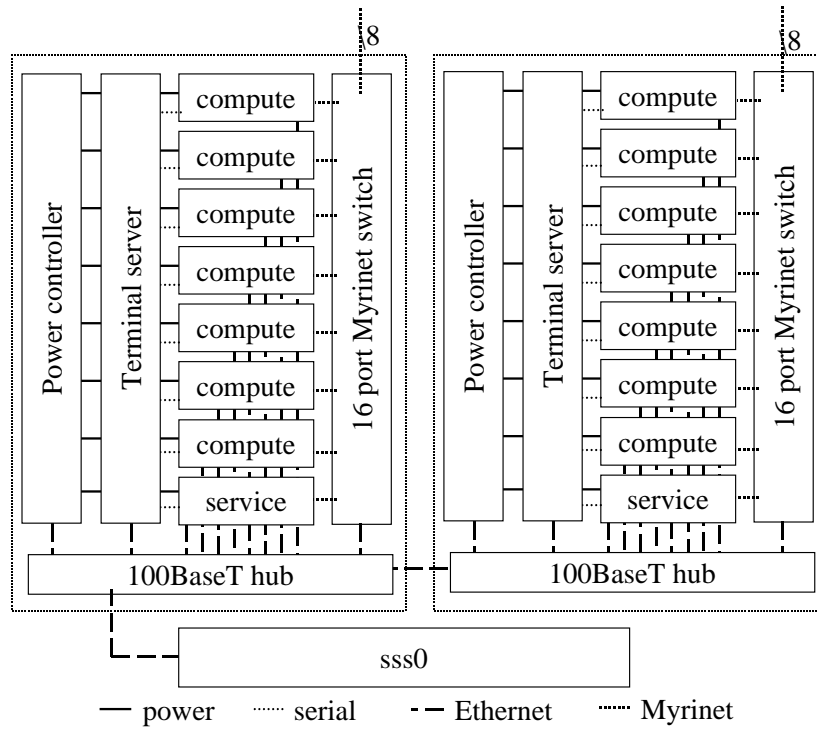 8
8
Power controller
Terminal server
compute
compute
compute
compute
compute
compute
compute
service
16 port Myrinet switch
100BaseT hub
Power controller
Terminal server
compute
compute
compute
compute
compute
compute
compute
service
16 port Myrinet switch
100BaseT hub
sss0
power
serial
Ethernet
Myrinet